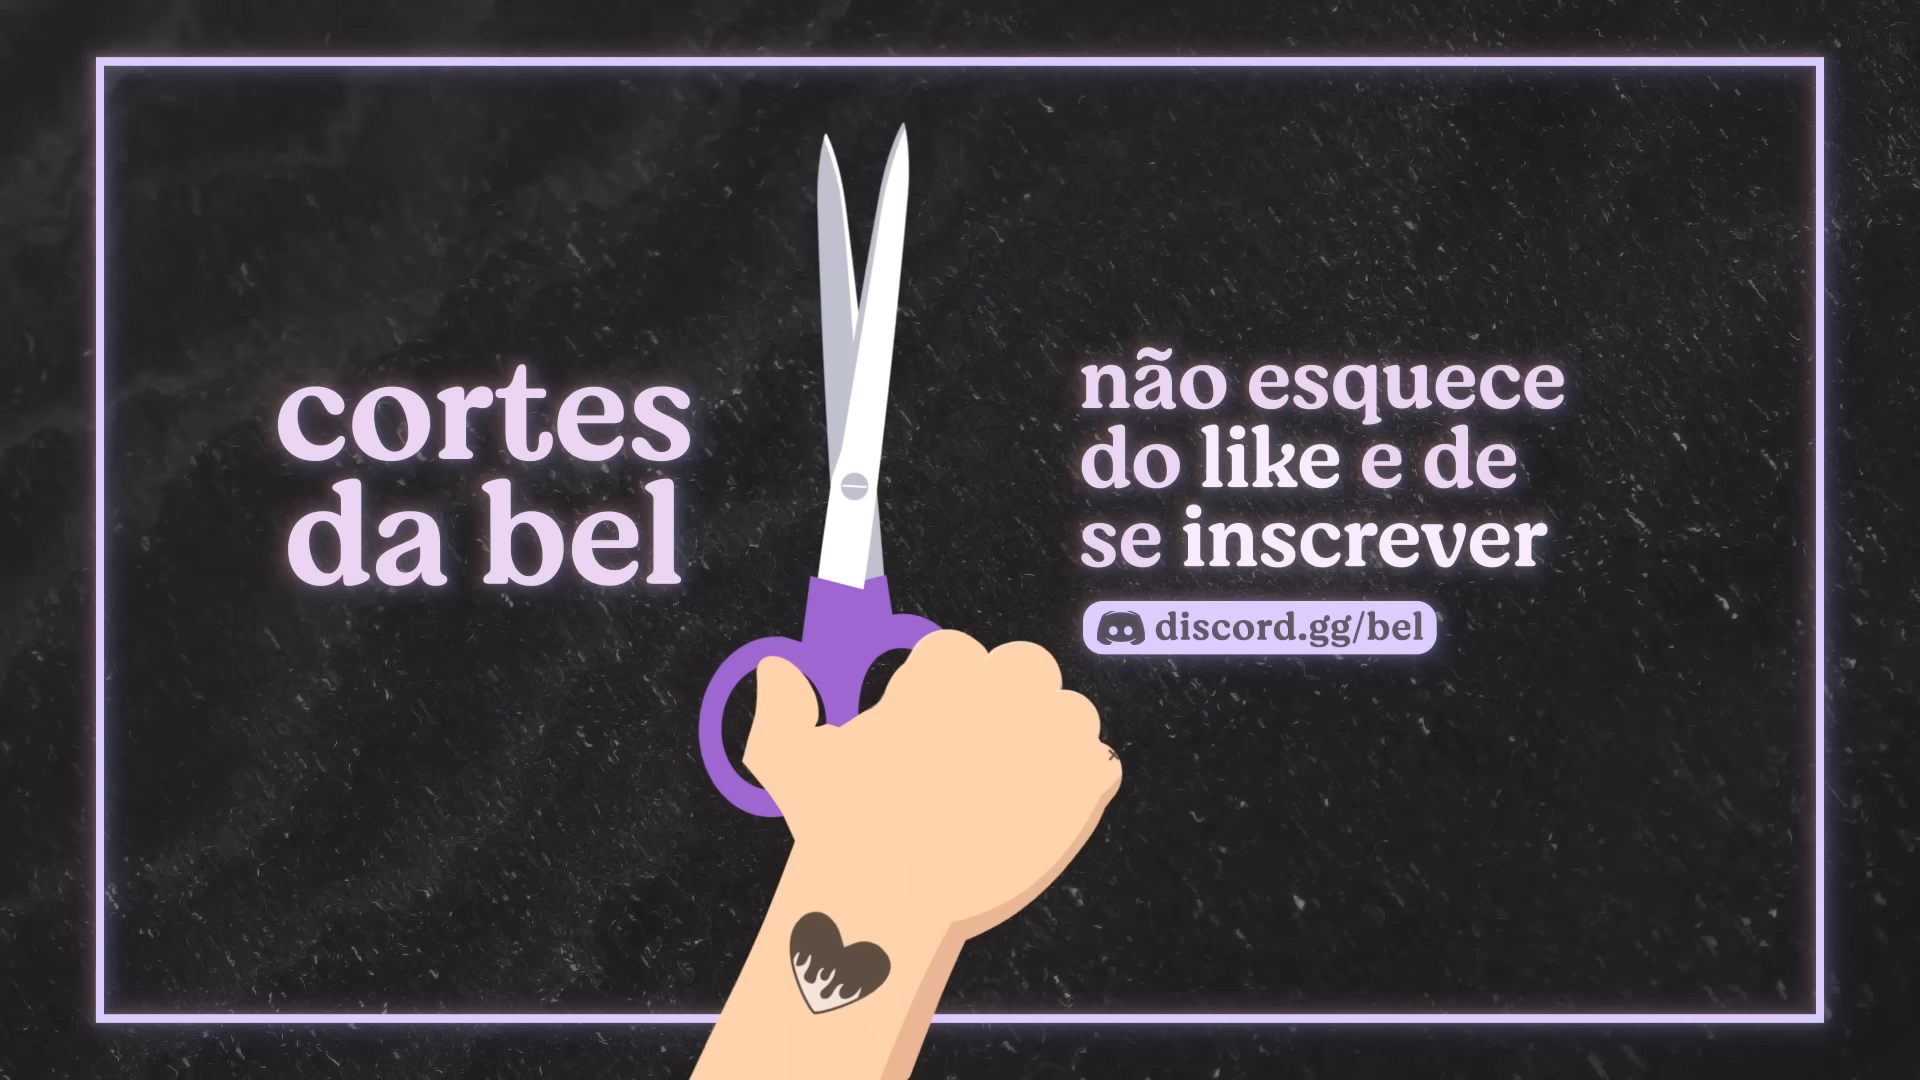 cortes
da bel
não esquece
do like e de
se inscrever
discord.gg/bel